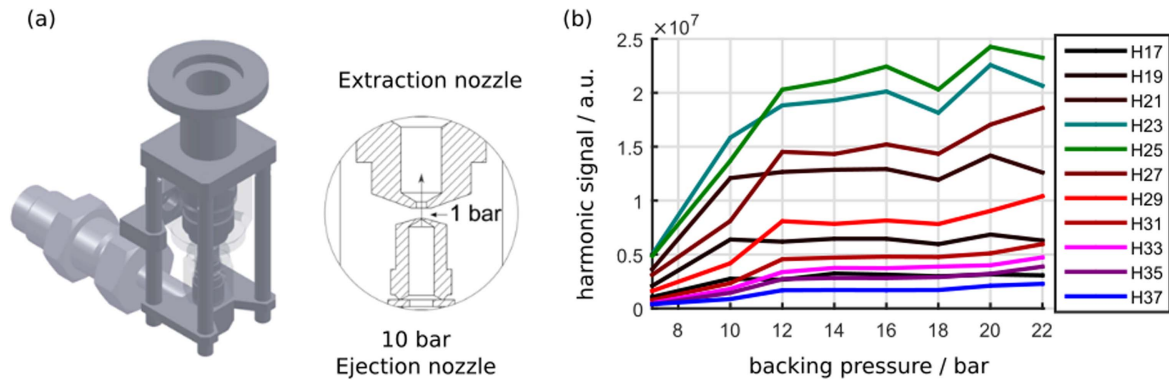 (a)
Extraction nozzle
1 bar
10 bar
Ejection nozzle
(b)
×10⁷
2.5
2
1.5
1
0.5
0
harmonic signal / a.u.
8 10 12 14 16 18 20 22
backing pressure / bar
H17
H19
H21
H23
H25
H27
H29
H31
H33
H35
H37